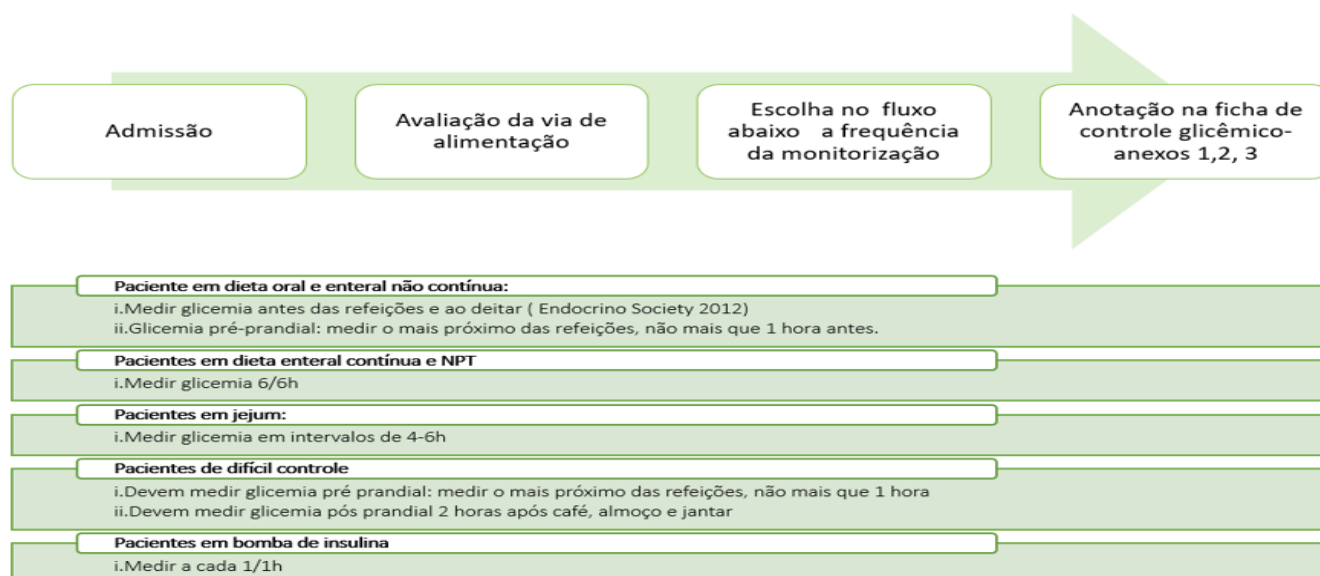 Admissão
Avaliação da via de
alimentação
Escolha no fluxo
abaixo a frequência
da monitorização
Anotação na ficha de
controle glicêmico-
anexos 1,2, 3
Paciente em dieta oral e enteral não contínua:
i.Medir glicemia antes das refeições e ao deitar ( Endocrino Society 2012)
ii.Glicemia pré-prandial: medir o mais próximo das refeições, não mais que 1 hora antes.
Pacientes em dieta enteral contínua e NPT
i.Medir glicemia 6/6h
Pacientes em jejum:
i.Medir glicemia em intervalos de 4-6h
Pacientes de difícil controle
i.Devem medir glicemia pré prandial: medir o mais próximo das refeições, não mais que 1 hora
ii.Devem medir glicemia pós prandial 2 horas após café, almoço e jantar
Pacientes em bomba de insulina
i.Medir a cada 1/1h